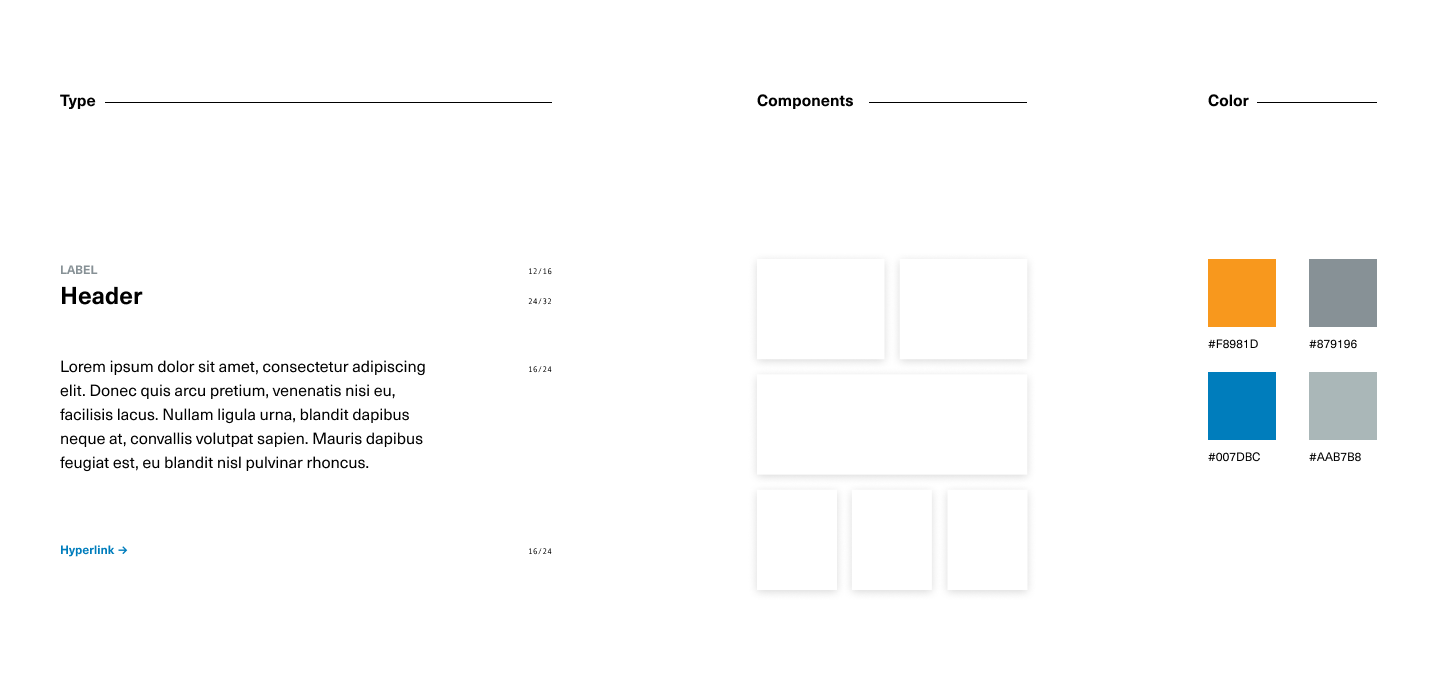 Type
LABEL 12/16
Header 24/32
Lorem ipsum dolor sit amet, consectetur adipiscing 16/24
elit. Donec quis arcu pretium, venenatis nisi eu,
facilisis lacus. Nullam ligula urna, blandit dapibus
neque at, convallis volutpat sapien. Mauris dapibus
feugiat est, eu blandit nisl pulvinar rhoncus.
Hyperlink → 16/24
Components
Color
#F8981D #879196
#007DBC #AAB7B8